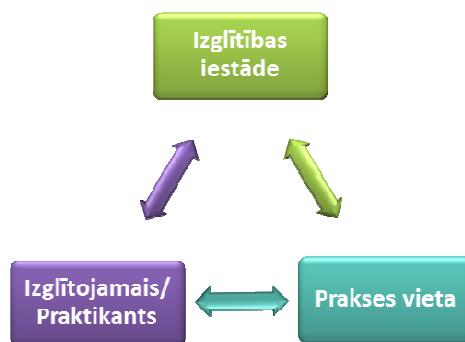 Izglītības
iestāde
Izglītojamais/
Praktikants
Prakses vieta